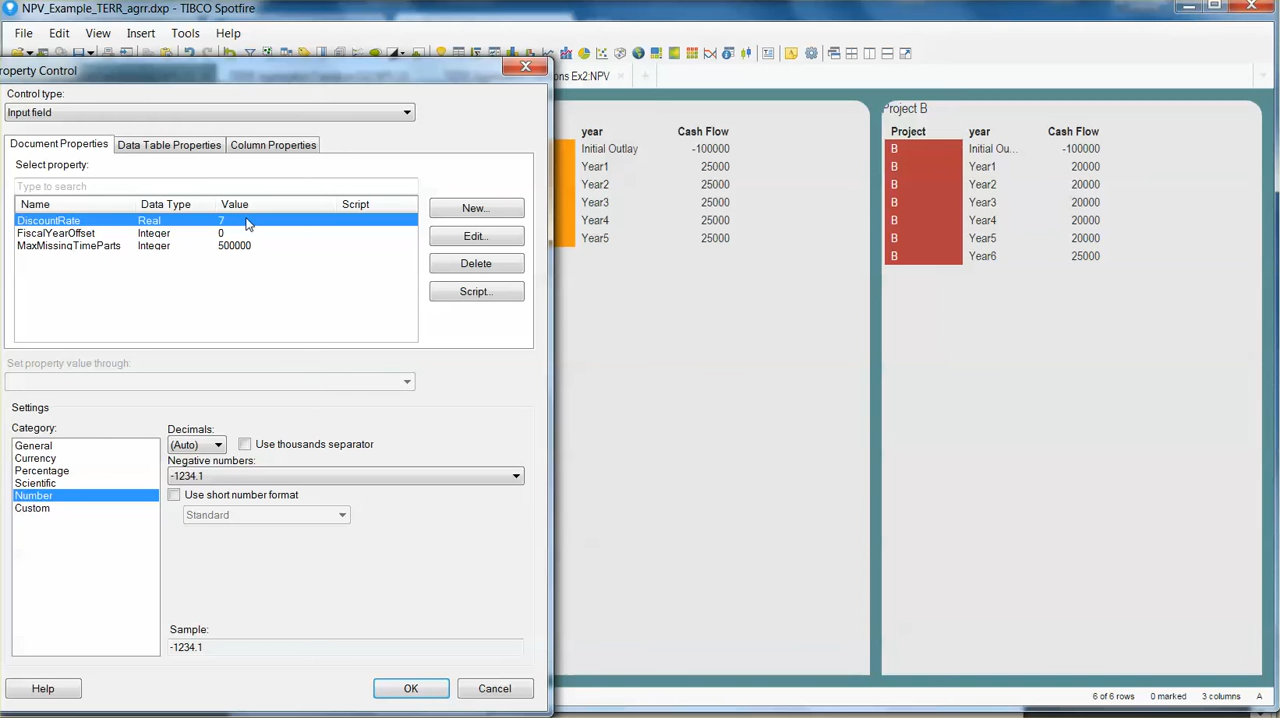 NPV_Example_TERR_agrr.dxp - TIBCO Spotfire
File Edit View Insert Tools Help
roperty Control
ons Ex2:NPV
Control type:
Input field
Document Properties Data Table Properties Column Properties
Select property:
Type to search
Name Data Type Value Script
DiscountRate Real 7
FiscalYearOffset Integer 0
MaxMissingTimeParts Integer 500000
New...
Edit...
Delete
Script...
Set property value through:
Settings
Category:
General
Currency
Percentage
Scientific
Number
Custom
Decimals:
(Auto) Use thousands separator
Negative numbers:
-1234.1
Use short number format
Standard
Sample:
-1234.1
Help OK Cancel
year Cash Flow
Initial Outlay -100000
Year1 25000
Year2 25000
Year3 25000
Year4 25000
Year5 25000
Project B
Project year Cash Flow
B Initial Ou... -100000
B Year1 20000
B Year2 20000
B Year3 20000
B Year4 20000
B Year5 20000
B Year6 25000
6 of 6 rows 0 marked 3 columns A